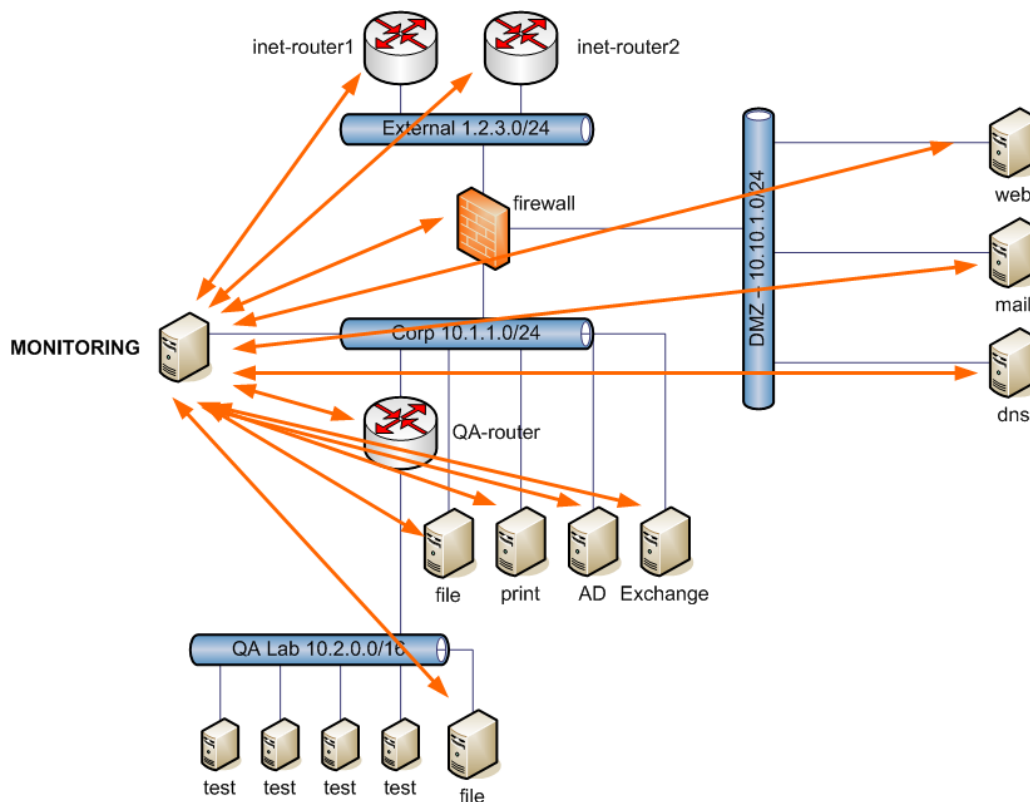 inet-router1
inet-router2
External 1.2.3.0/24
firewall
DMZ – 10.10.1.0/24
web
mail
dns
MONITORING
Corp 10.1.1.0/24
QA-router
file
print
AD
Exchange
QA Lab 10.2.0.0/16
test
test
test
test
file